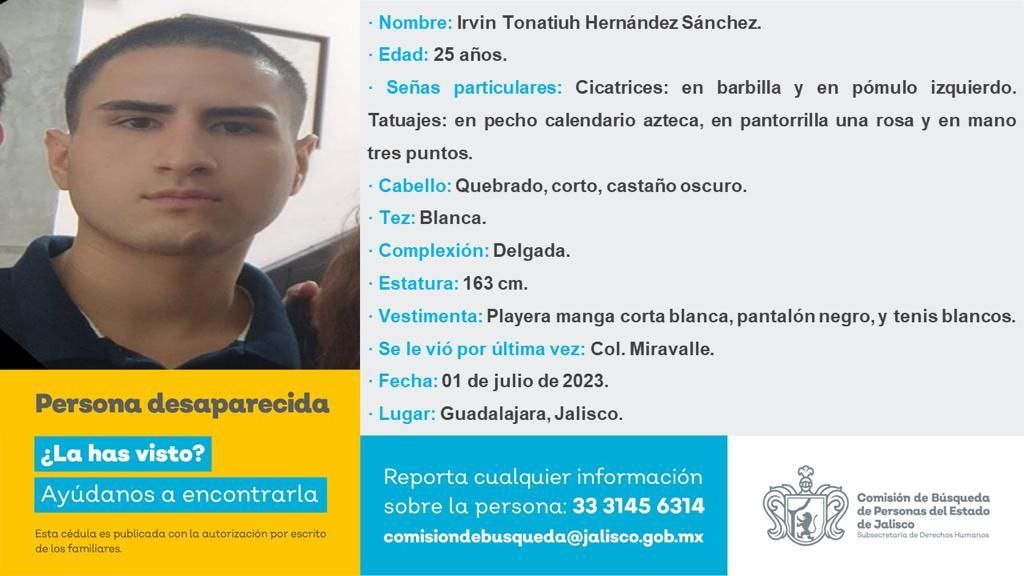 · Nombre: Irvin Tonatiuh Hernández Sánchez.
· Edad: 25 años.
· Señas particulares: Cicatrices: en barbilla y en pómulo izquierdo.
Tatuajes: en pecho calendario azteca, en pantorrilla una rosa y en mano
tres puntos.
· Cabello: Quebrado, corto, castaño oscuro.
· Tez: Blanca.
· Complexión: Delgada.
· Estatura: 163 cm.
· Vestimenta: Playera manga corta blanca, pantalón negro, y tenis blancos.
· Se le vió por última vez: Col. Miravalle.
· Fecha: 01 de julio de 2023.
· Lugar: Guadalajara, Jalisco.
Persona desaparecida
¿La has visto?
Ayúdanos a encontrarla
Esta cédula es publicada con la autorización por escrito
de los familiares.
Reporta cualquier información
sobre la persona: 33 3145 6314
comisiondebusqueda@jalisco.gob.mx
Comisión de Búsqueda
de Personas del Estado
de Jalisco
Subsecretaría de Derechos Humanos